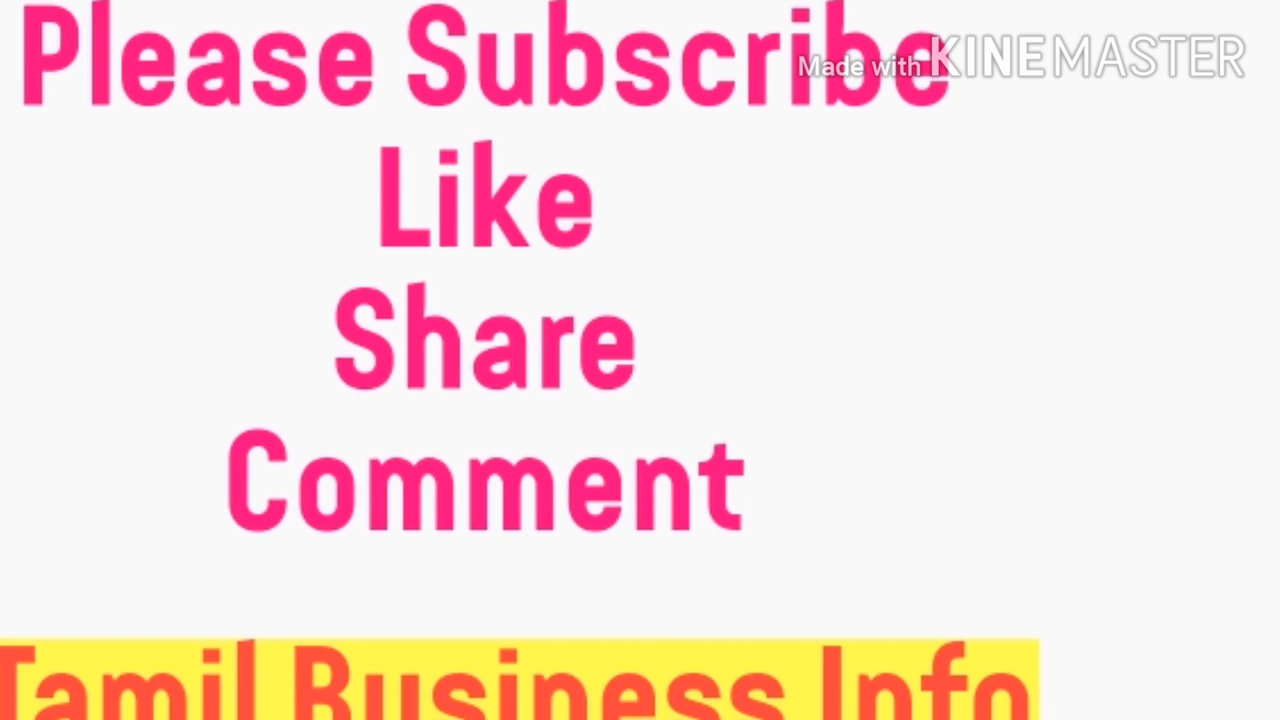 Please Subscribe
Made with KINEMASTER
Like
Share
Comment
Tamil Business Info